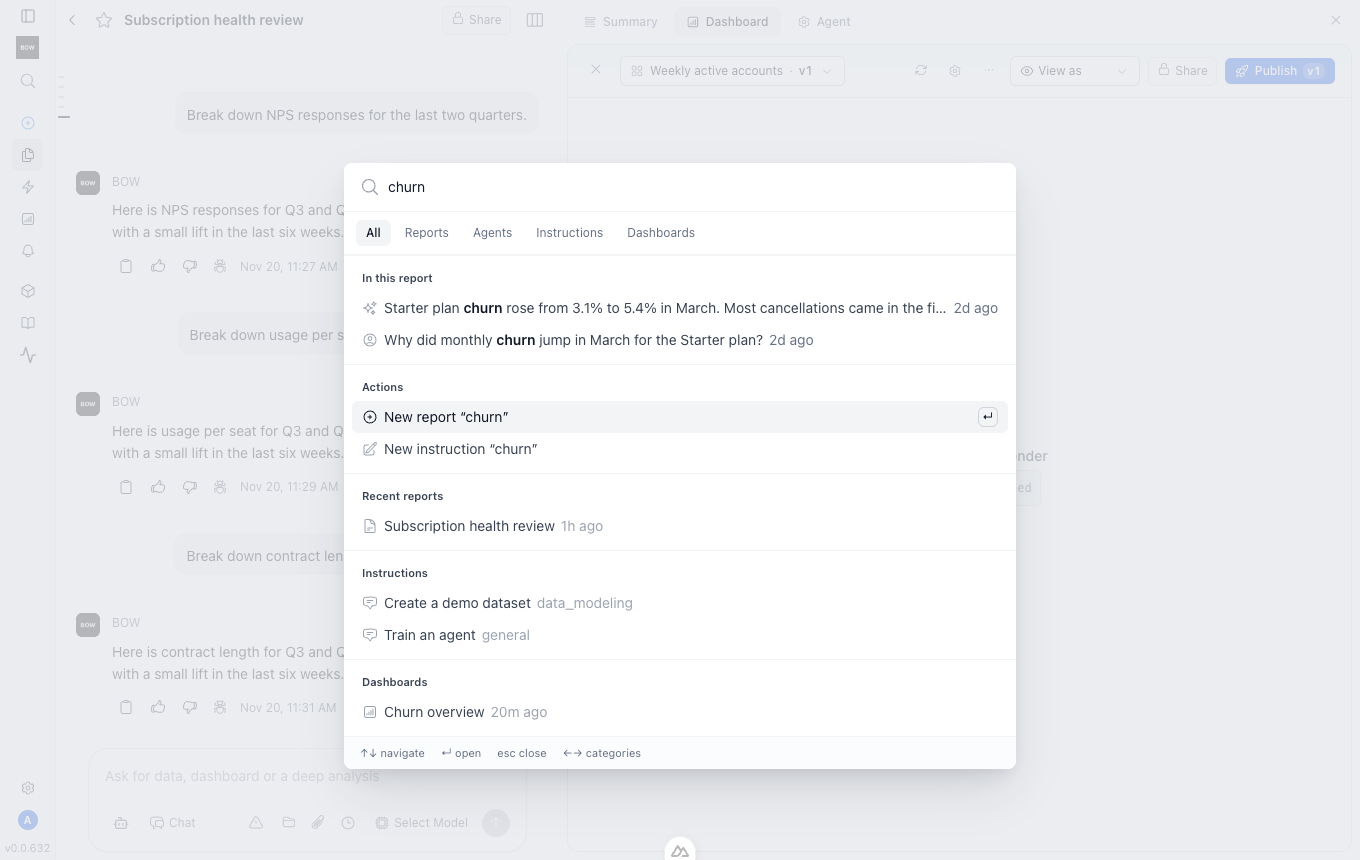 Subscription health review
Share
Summary
Dashboard
Agent
BOW
Weekly active accounts · v1
View as
Share
Publish v1
Break down NPS responses for the last two quarters.
BOW
BOW
Here is NPS responses for Q3 and Q
with a small lift in the last six weeks.
Nov 20, 11:27 AM
Break down usage per s
BOW
BOW
Here is usage per seat for Q3 and Q
with a small lift in the last six weeks.
Nov 20, 11:29 AM
Break down contract len
BOW
BOW
Here is contract length for Q3 and Q
with a small lift in the last six weeks.
Nov 20, 11:31 AM
Ask for data, dashboard or a deep analysis
Chat
Select Model
A
v0.0.632
ender
ed
churn
All
Reports
Agents
Instructions
Dashboards
In this report
Starter plan churn rose from 3.1% to 5.4% in March. Most cancellations came in the fi... 2d ago
Why did monthly churn jump in March for the Starter plan? 2d ago
Actions
New report “churn”
New instruction “churn”
Recent reports
Subscription health review 1h ago
Instructions
Create a demo dataset data_modeling
Train an agent general
Dashboards
Churn overview 20m ago
↑↓ navigate ↵ open esc close ←→ categories